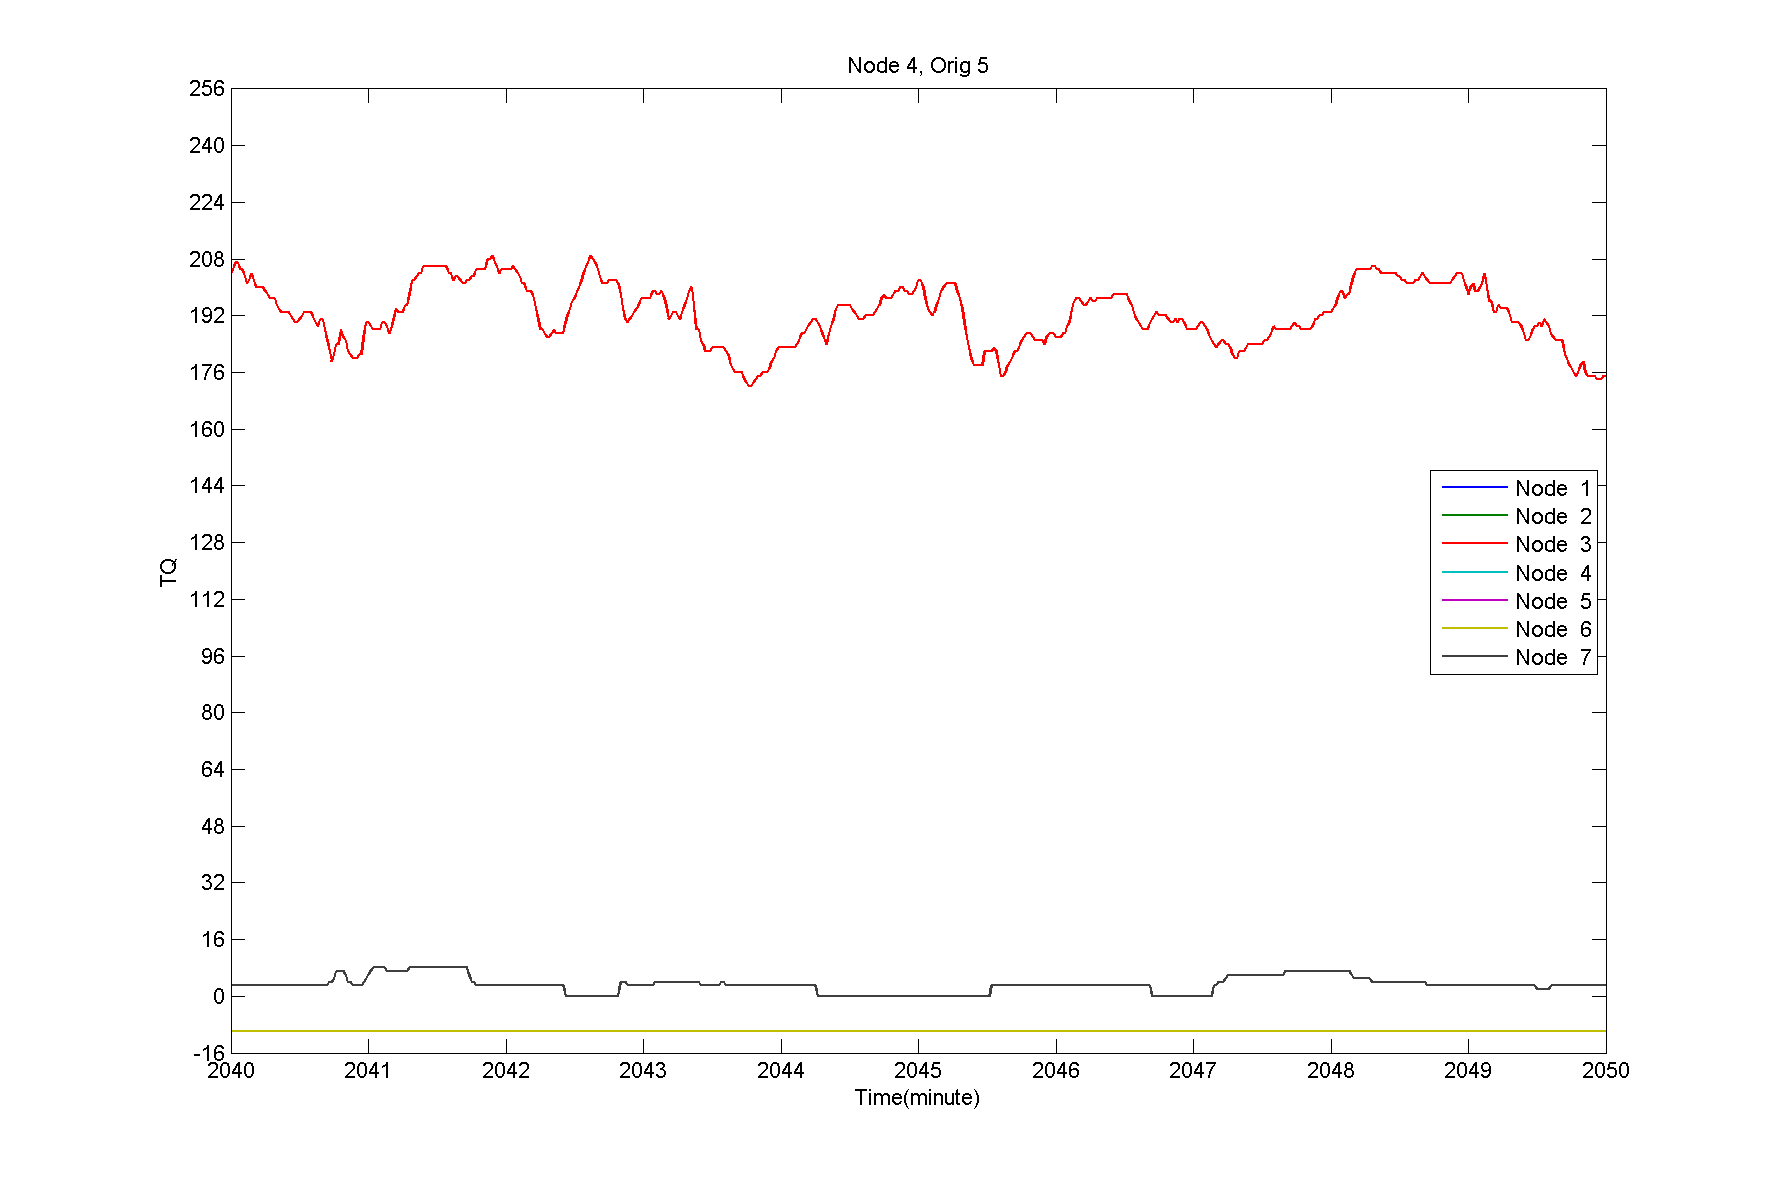 Node 4, Orig 5
256
240
224
208
192
176
160
144
128
112
96
80
64
48
32
16
0
-16
TQ
Node 1
Node 2
Node 3
Node 4
Node 5
Node 6
Node 7
2040 2041 2042 2043 2044 2045 2046 2047 2048 2049 2050
Time(minute)